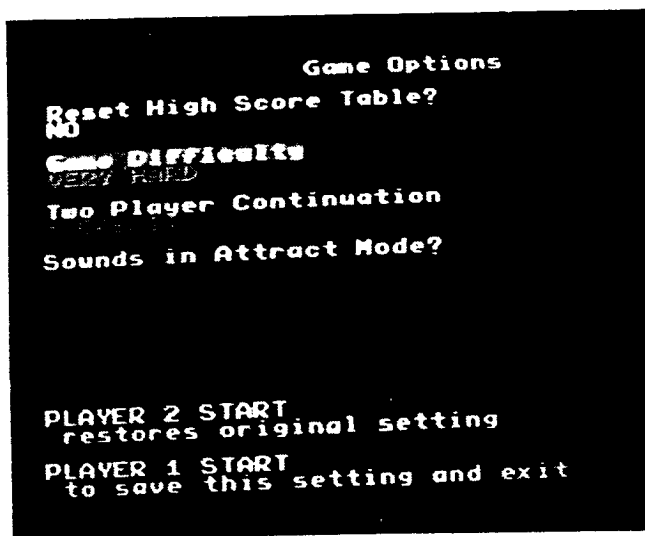 Game Options
Reset High Score Table?
NO
Game Difficulty
VERY HARD
Two Player Continuation
Sounds in Attract Mode?
PLAYER 2 START
restores original setting
PLAYER 1 START
to save this setting and exit